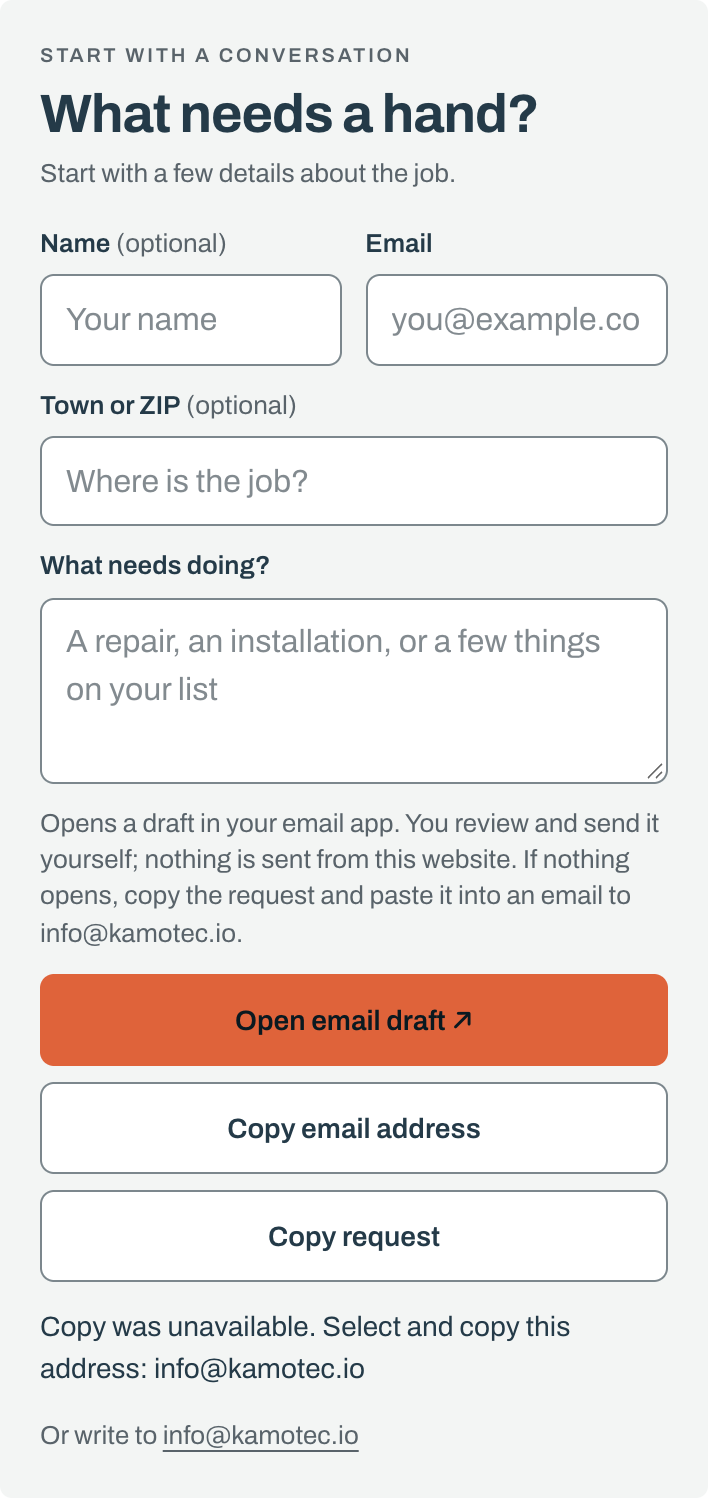 START WITH A CONVERSATION
What needs a hand?
Start with a few details about the job.
Name (optional)
Email
Your name
you@example.co
Town or ZIP (optional)
Where is the job?
What needs doing?
A repair, an installation, or a few things
on your list
Opens a draft in your email app. You review and send it
yourself; nothing is sent from this website. If nothing
opens, copy the request and paste it into an email to
info@kamotec.io.
Open email draft ↗
Copy email address
Copy request
Copy was unavailable. Select and copy this
address: info@kamotec.io
Or write to info@kamotec.io